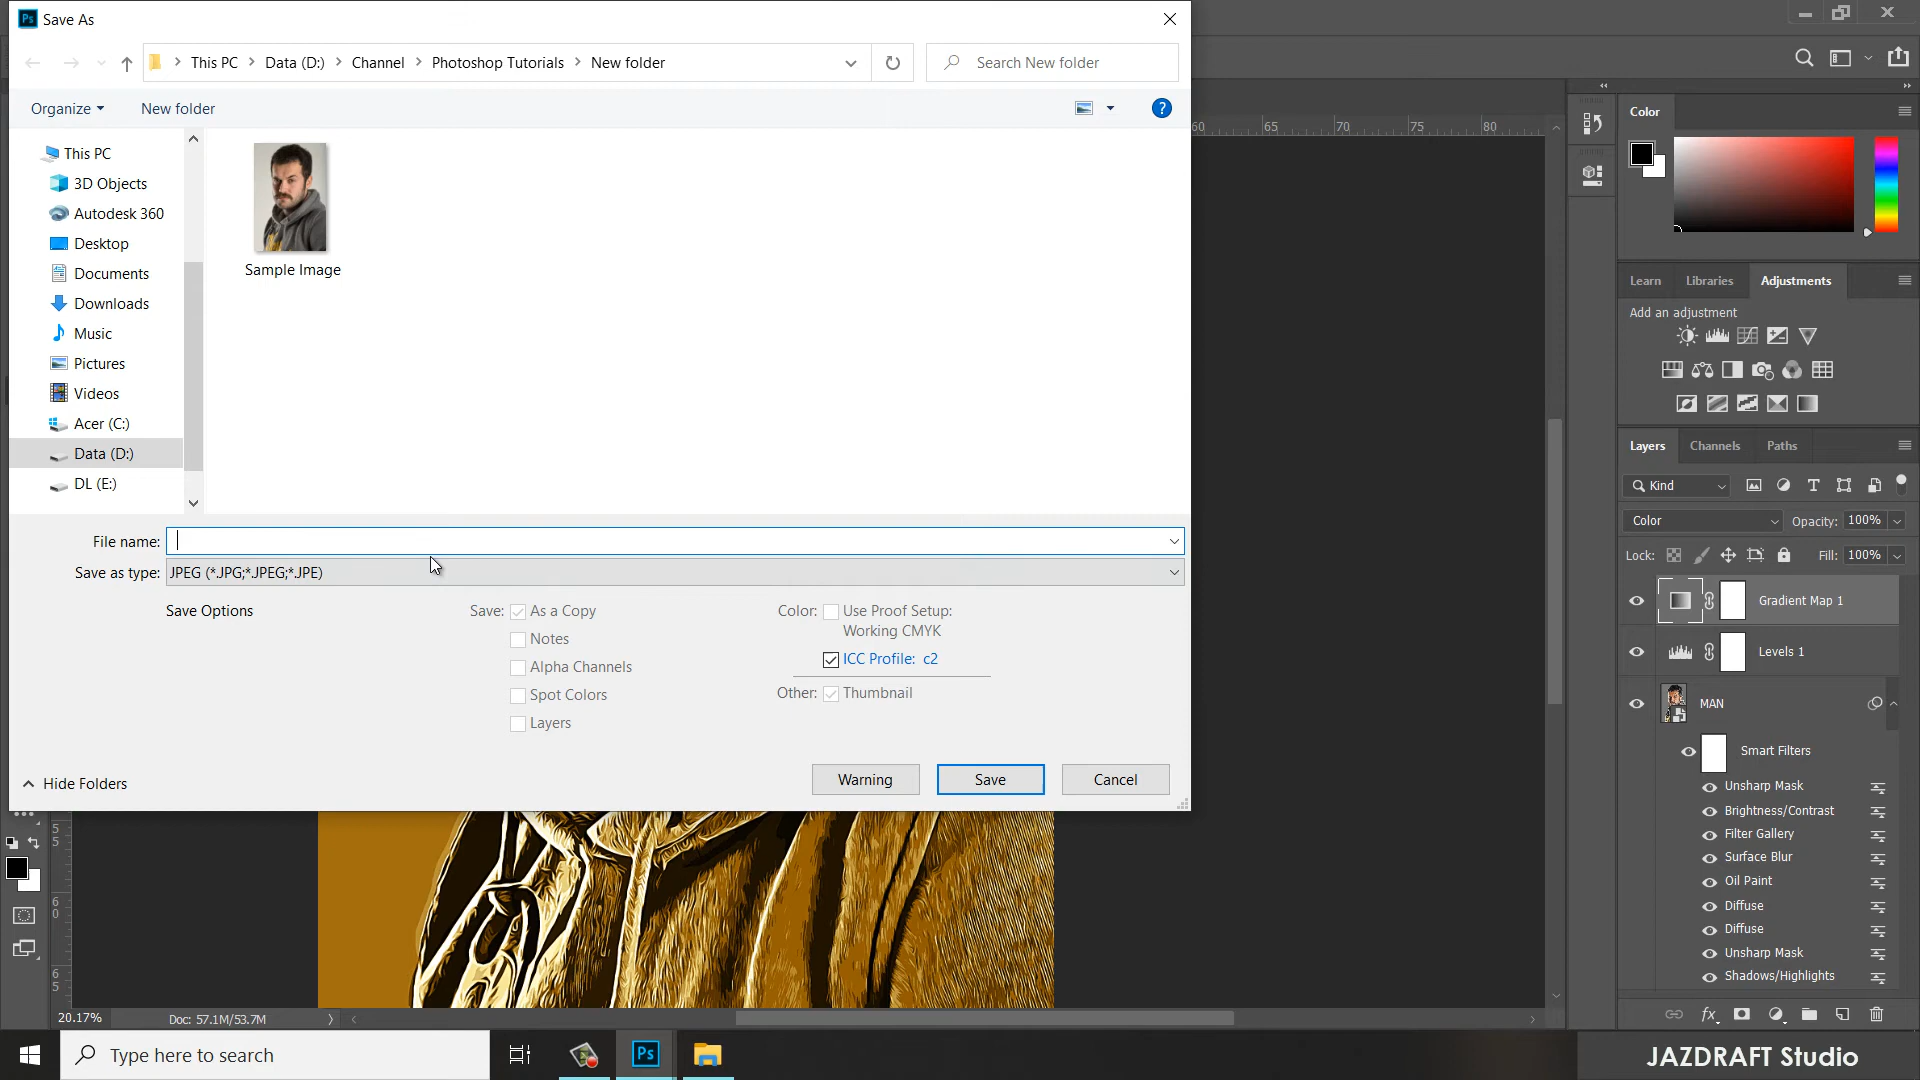 Ps Save As
This PC Data (D:) Channel Photoshop Tutorials New folder
Search New folder
Organize New folder
?
This PC
3D Objects
Autodesk 360
Desktop
Documents
Downloads
Music
Pictures
Videos
Acer (C:)
Data (D:)
DL (E:)
Sample Image
File name:
Save as type: JPEG (*.JPG;*.JPEG;*.JPE)
Save Options
Save: As a Copy
Notes
Alpha Channels
Spot Colors
Layers
Color: Use Proof Setup:
Working CMYK
ICC Profile: c2
Other: Thumbnail
Hide Folders
Warning Save Cancel
60 65 70 75 80
Color
Learn Libraries Adjustments
Add an adjustment
Layers Channels Paths
Kind
Color Opacity: 100%
Lock: Fill: 100%
Gradient Map 1
Levels 1
MAN
Smart Filters
Unsharp Mask
Brightness/Contrast
Filter Gallery
Surface Blur
Oil Paint
Diffuse
Diffuse
Unsharp Mask
Shadows/Highlights
fx
55
60
65
20.17% Doc: 57.1M/53.7M
Type here to search
Ps
JAZDRAFT Studio